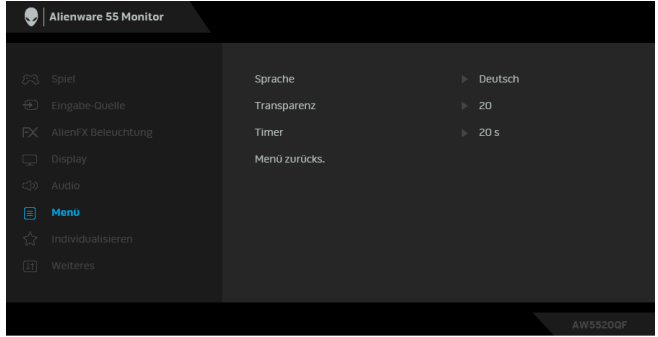 Alienware 55 Monitor
Spiel
Eingabe-Quelle
AlienFX Beleuchtung
Display
Audio
Menü
Individualisieren
Weiteres
Sprache Deutsch
Transparenz 20
Timer 20 s
Menü zurücks.
AW5520QF